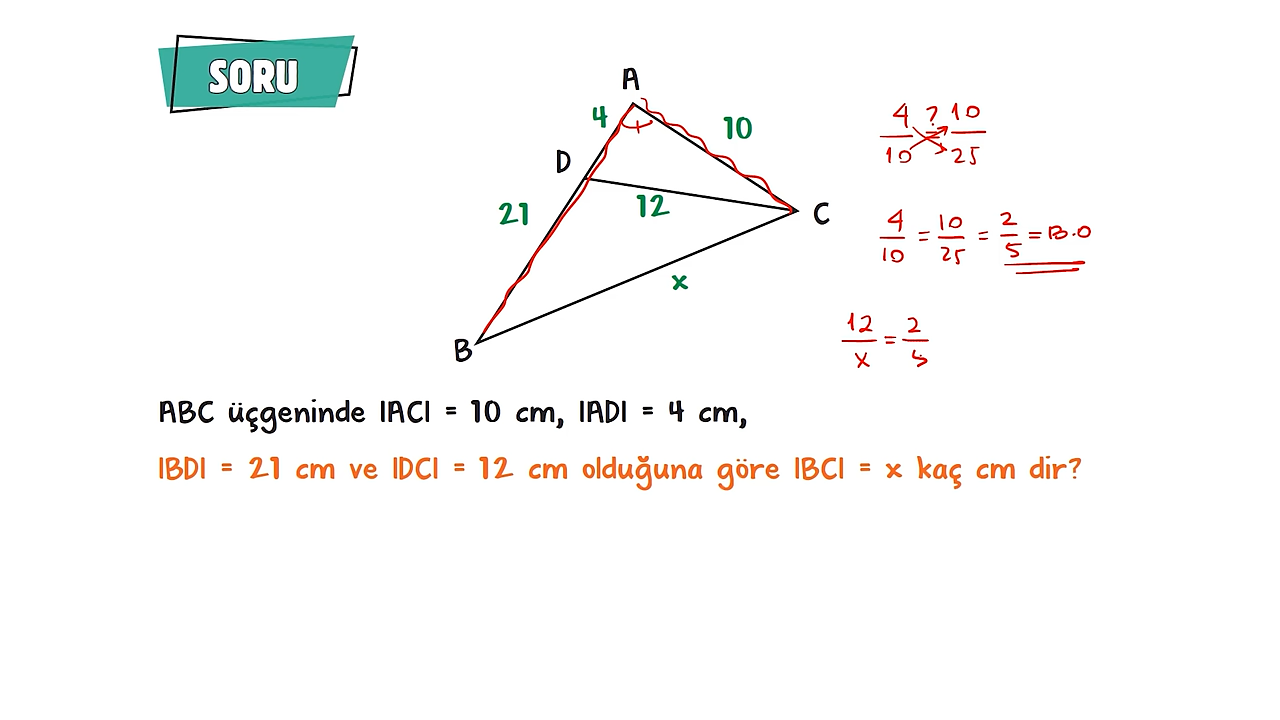 SORU
A
4
10
D
21
12
C
x
B
4/10 ?= 10/25
4/10 = 10/25 = 2/5 = B.O
12/x = 2/5
ABC üçgeninde |AC| = 10 cm, |AD| = 4 cm,
|BD| = 21 cm ve |DC| = 12 cm olduğuna göre |BC| = x kaç cm dir?